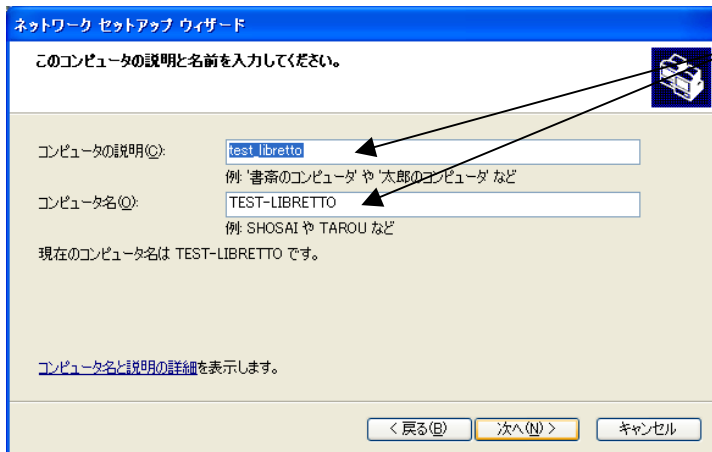 ネットワーク セットアップ ウィザード
このコンピュータの説明と名前を入力してください。
コンピュータの説明(C): test_libretto
例: '書斎のコンピュータ' や '太郎のコンピュータ' など
コンピュータ名(O): TEST-LIBRETTO
例: SHOSAI や TAROU など
現在のコンピュータ名は TEST-LIBRETTO です。
コンピュータ名と説明の詳細を表示します。
< 戻る(B) 次へ(N) > キャンセル